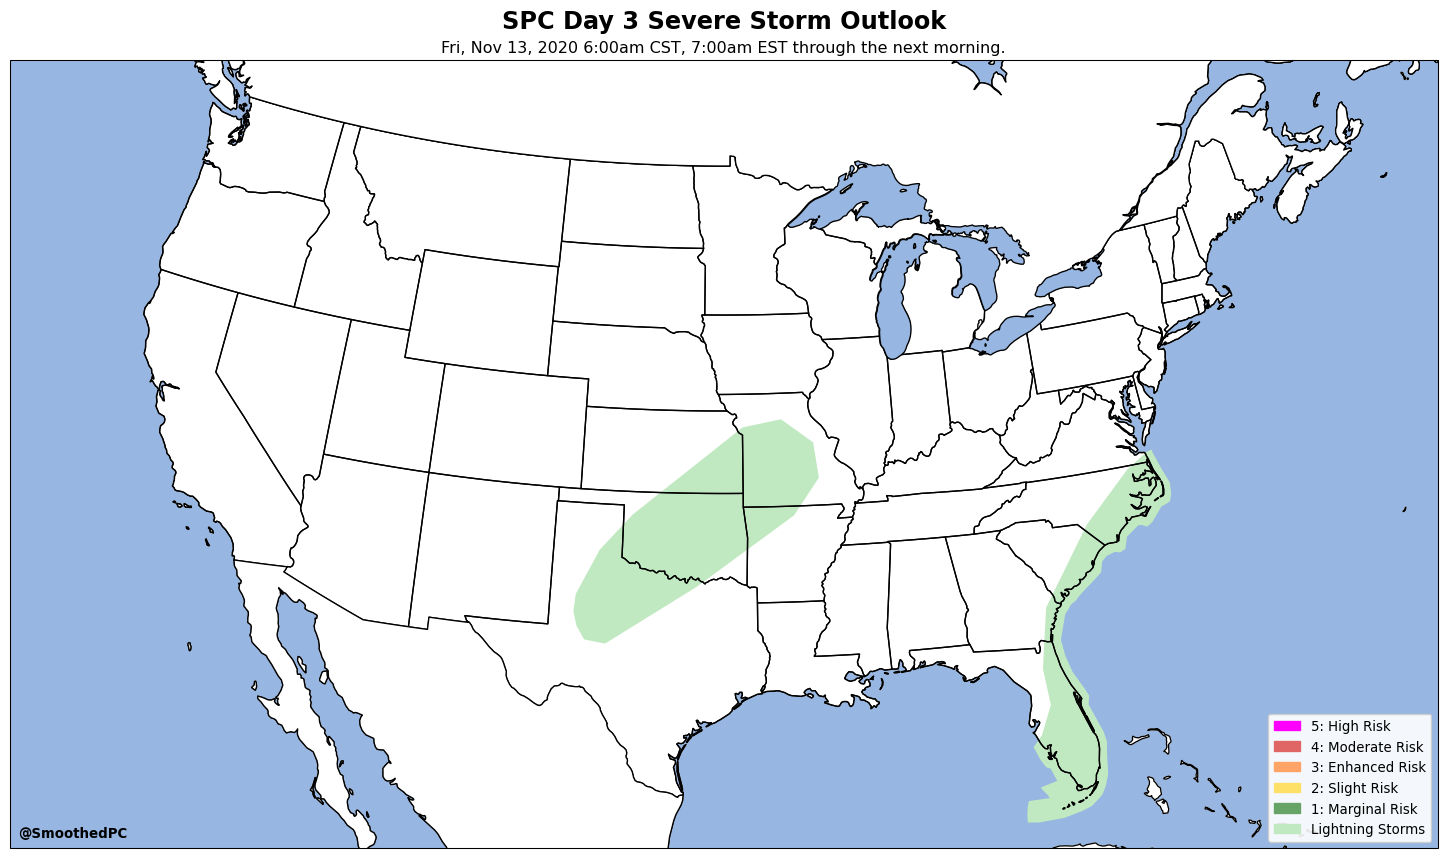 SPC Day 3 Severe Storm Outlook
Fri, Nov 13, 2020 6:00am CST, 7:00am EST through the next morning.
5: High Risk
4: Moderate Risk
3: Enhanced Risk
2: Slight Risk
1: Marginal Risk
Lightning Storms
@SmoothedPC